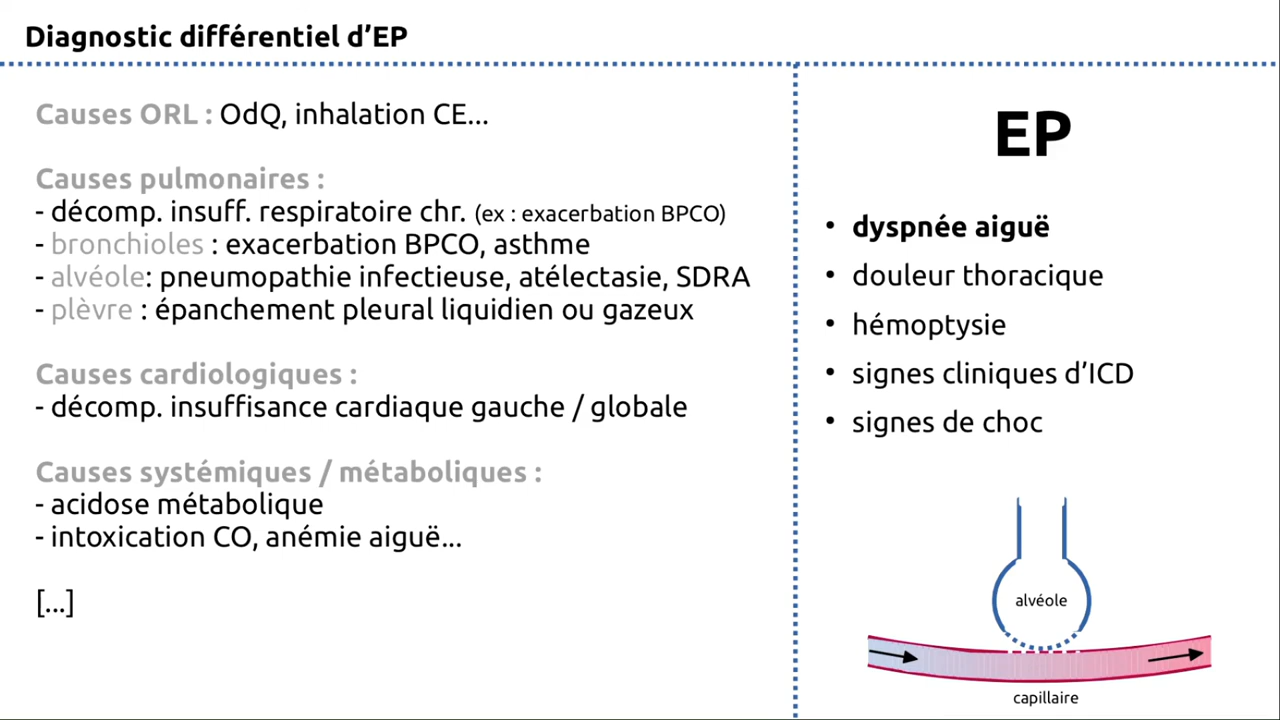 Diagnostic différentiel d’EP
Causes ORL : OdQ, inhalation CE...
Causes pulmonaires :
- décomp. insuff. respiratoire chr. (ex : exacerbation BPCO)
- bronchioles : exacerbation BPCO, asthme
- alvéole: pneumopathie infectieuse, atélectasie, SDRA
- plèvre : épanchement pleural liquidien ou gazeux
Causes cardiologiques :
- décomp. insuffisance cardiaque gauche / globale
Causes systémiques / métaboliques :
- acidose métabolique
- intoxication CO, anémie aiguë...
[...]
EP
• dyspnée aiguë
• douleur thoracique
• hémoptysie
• signes cliniques d’ICD
• signes de choc
alvéole
capillaire